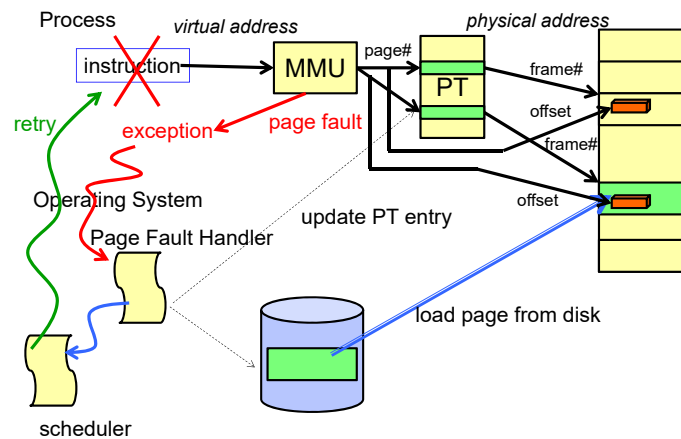 Process
virtual address
physical address
instruction
MMU
page#
PT
frame#
offset
retry
exception
page fault
frame#
Operating System
update PT entry
offset
Page Fault Handler
load page from disk
scheduler